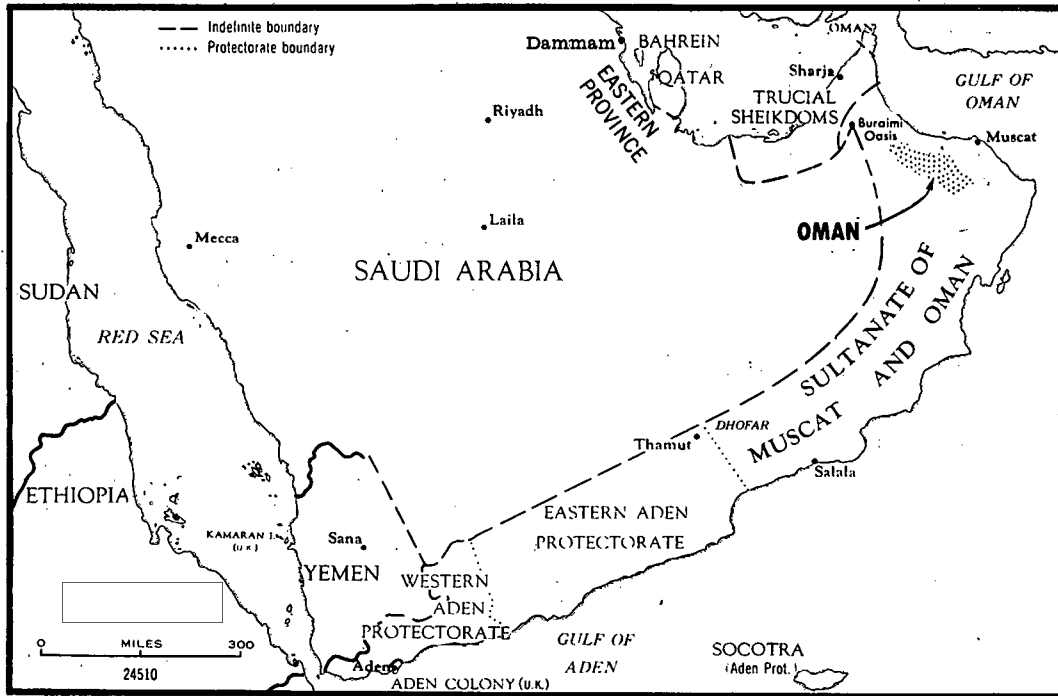 Indefinite boundary
Protectorate boundary
OMAN
Dammam
BAHREIN
QATAR
EASTERN
PROVINCE
Sharja
TRUCIAL
SHEIKDOMS
GULF OF
OMAN
Riyadh
Buraimi
Oasis
Muscat
Laila
Mecca
OMAN
SAUDI ARABIA
SUDAN
RED SEA
SULTANATE OF
MUSCAT AND OMAN
DHOFAR
Thamut
Salala
ETHIOPIA
KAMARAN I.
(U.K.)
Sana
YEMEN
EASTERN ADEN
PROTECTORATE
WESTERN
ADEN
PROTECTORATE
GULF OF
ADEN
SOCOTRA
(Aden Prot.)
Aden
ADEN COLONY (U.K.)
0 MILES 300
24510